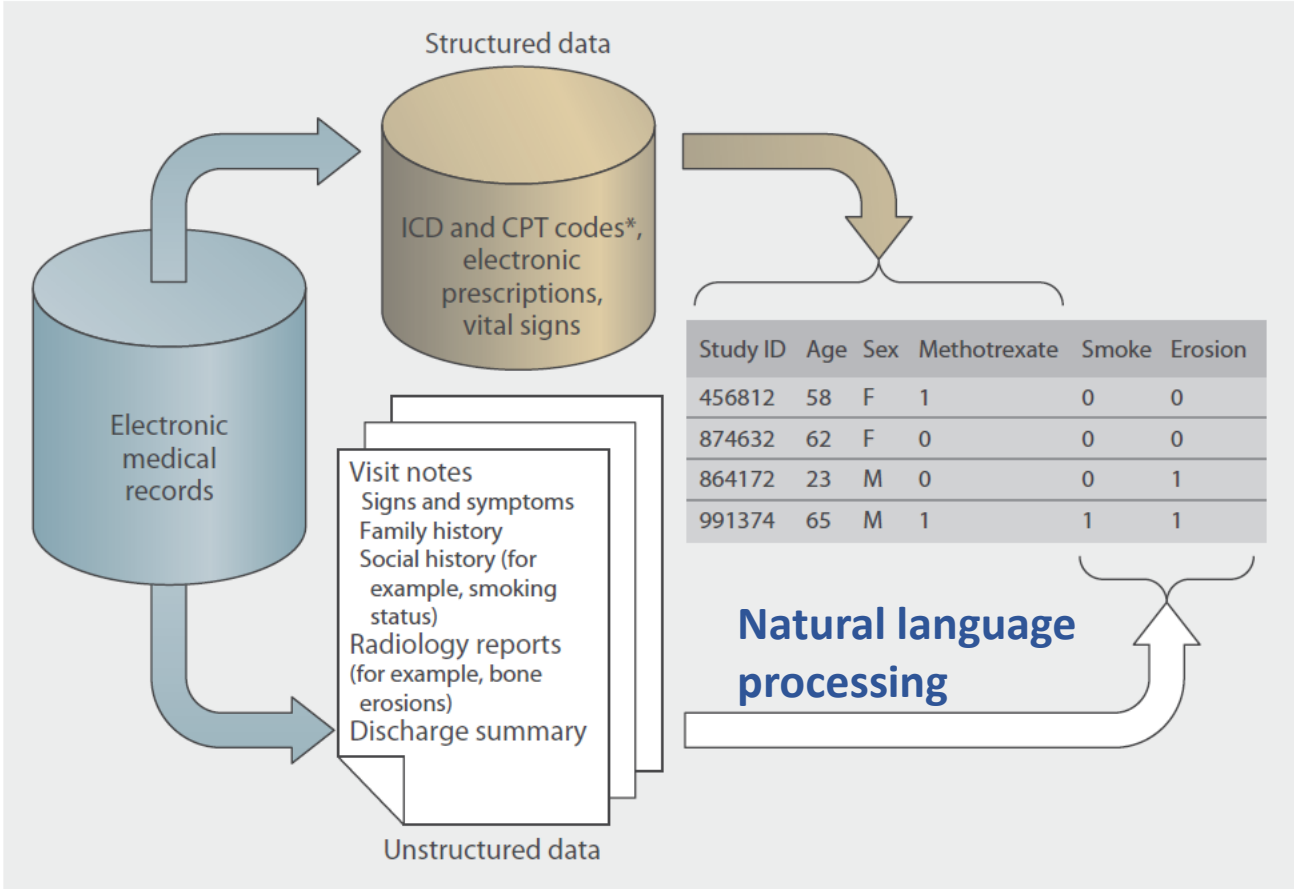 Structured data
ICD and CPT codes*,
electronic
prescriptions,
vital signs
Electronic
medical
records
Visit notes
Signs and symptoms
Family history
Social history (for
example, smoking
status)
Radiology reports
(for example, bone
erosions)
Discharge summary
Unstructured data
Study ID Age Sex Methotrexate Smoke Erosion
456812 58 F 1 0 0
874632 62 F 0 0 0
864172 23 M 0 0 1
991374 65 M 1 1 1
Natural language
processing